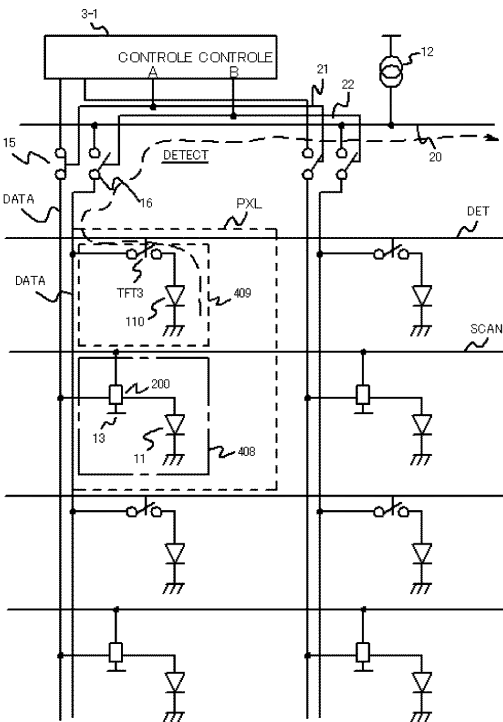 3-1
CONTROLE CONTROLE
A B
12
21
22
20
15
DETECT
16
DATA
PXL
DET
DATA
TFT3
409
110
SCAN
200
13
11
408